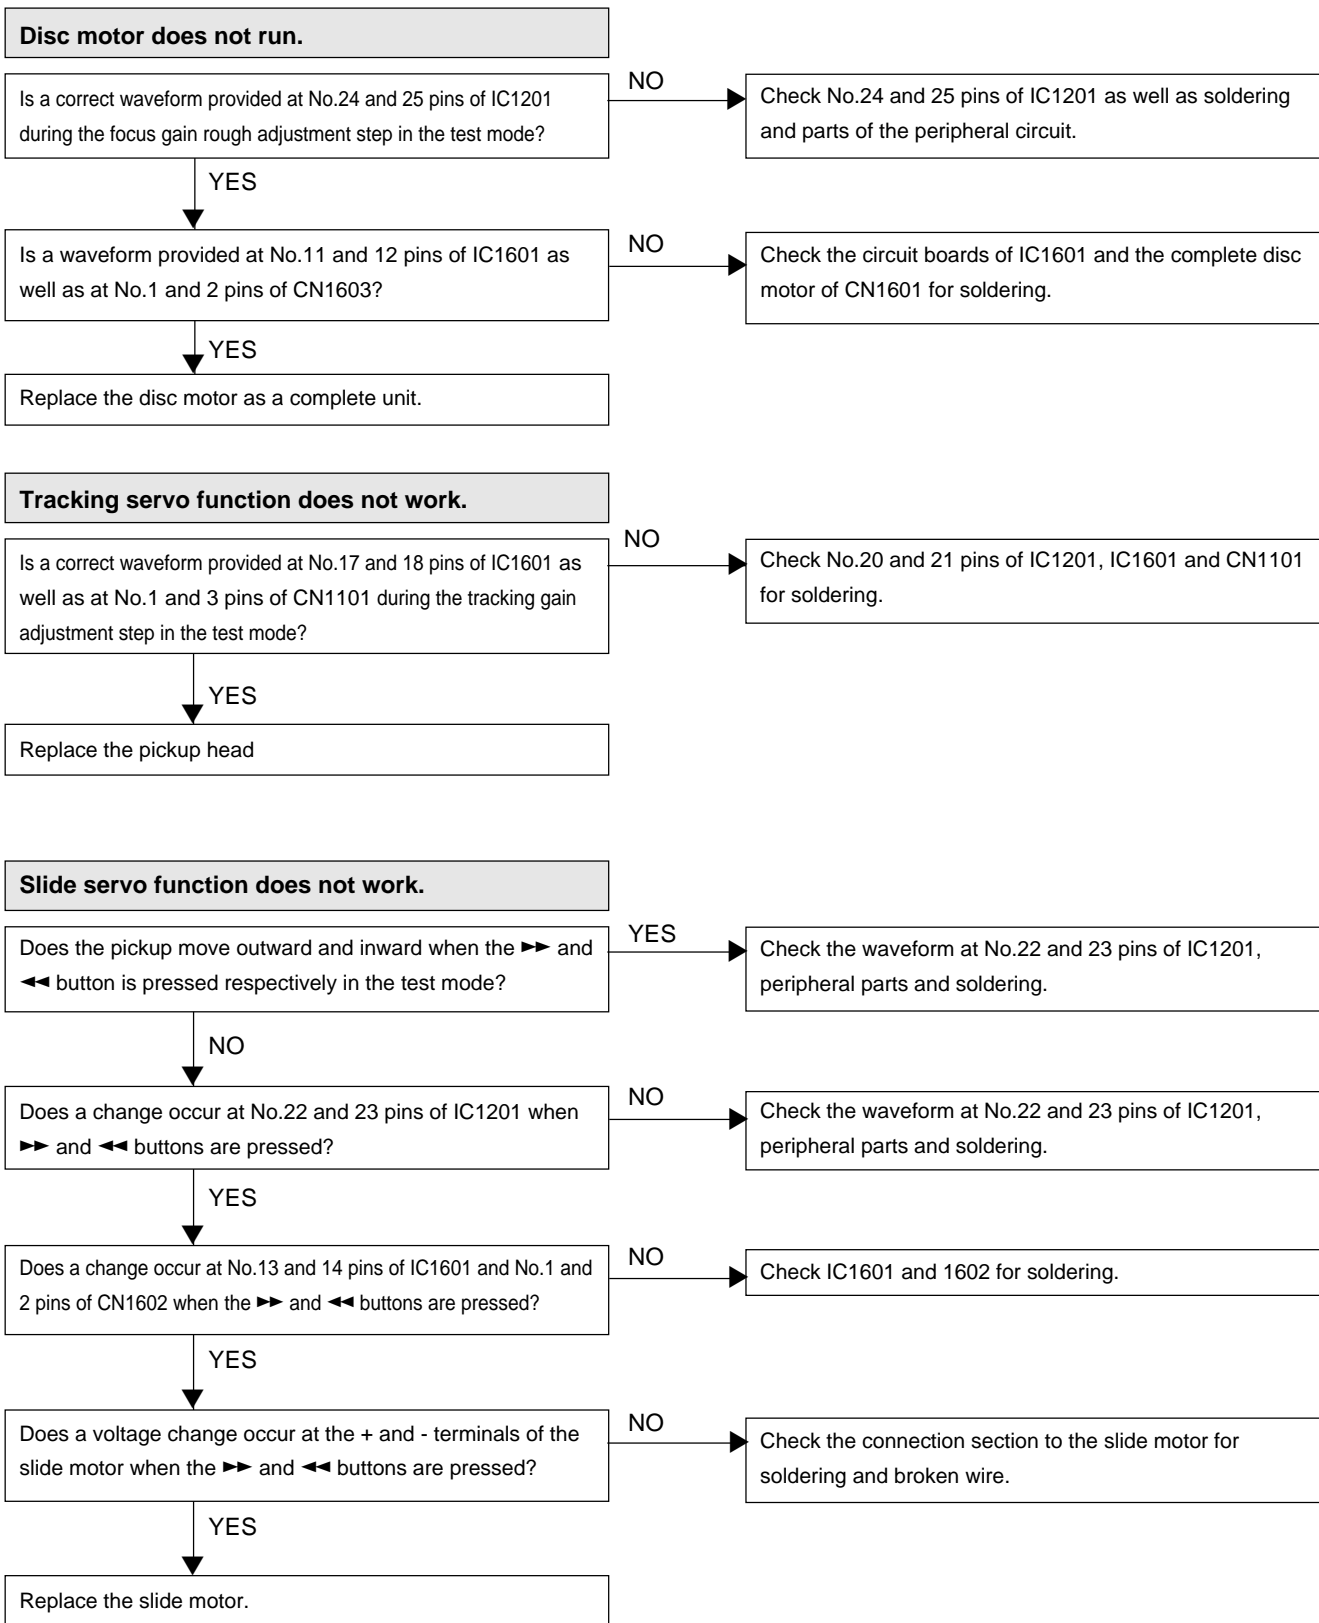 Disc motor does not run.
Is a correct waveform provided at No.24 and 25 pins of IC1201
during the focus gain rough adjustment step in the test mode?
NO
Check No.24 and 25 pins of IC1201 as well as soldering
and parts of the peripheral circuit.
YES
Is a waveform provided at No.11 and 12 pins of IC1601 as
well as at No.1 and 2 pins of CN1603?
NO
Check the circuit boards of IC1601 and the complete disc
motor of CN1601 for soldering.
YES
Replace the disc motor as a complete unit.
Tracking servo function does not work.
Is a correct waveform provided at No.17 and 18 pins of IC1601 as
well as at No.1 and 3 pins of CN1101 during the tracking gain
adjustment step in the test mode?
NO
Check No.20 and 21 pins of IC1201, IC1601 and CN1101
for soldering.
YES
Replace the pickup head
Slide servo function does not work.
Does the pickup move outward and inward when the ►► and
◄◄ button is pressed respectively in the test mode?
YES
Check the waveform at No.22 and 23 pins of IC1201,
peripheral parts and soldering.
NO
Does a change occur at No.22 and 23 pins of IC1201 when
►► and ◄◄ buttons are pressed?
NO
Check the waveform at No.22 and 23 pins of IC1201,
peripheral parts and soldering.
YES
Does a change occur at No.13 and 14 pins of IC1601 and No.1 and
2 pins of CN1602 when the ►► and ◄◄ buttons are pressed?
NO
Check IC1601 and 1602 for soldering.
YES
Does a voltage change occur at the + and - terminals of the
slide motor when the ►► and ◄◄ buttons are pressed?
NO
Check the connection section to the slide motor for
soldering and broken wire.
YES
Replace the slide motor.